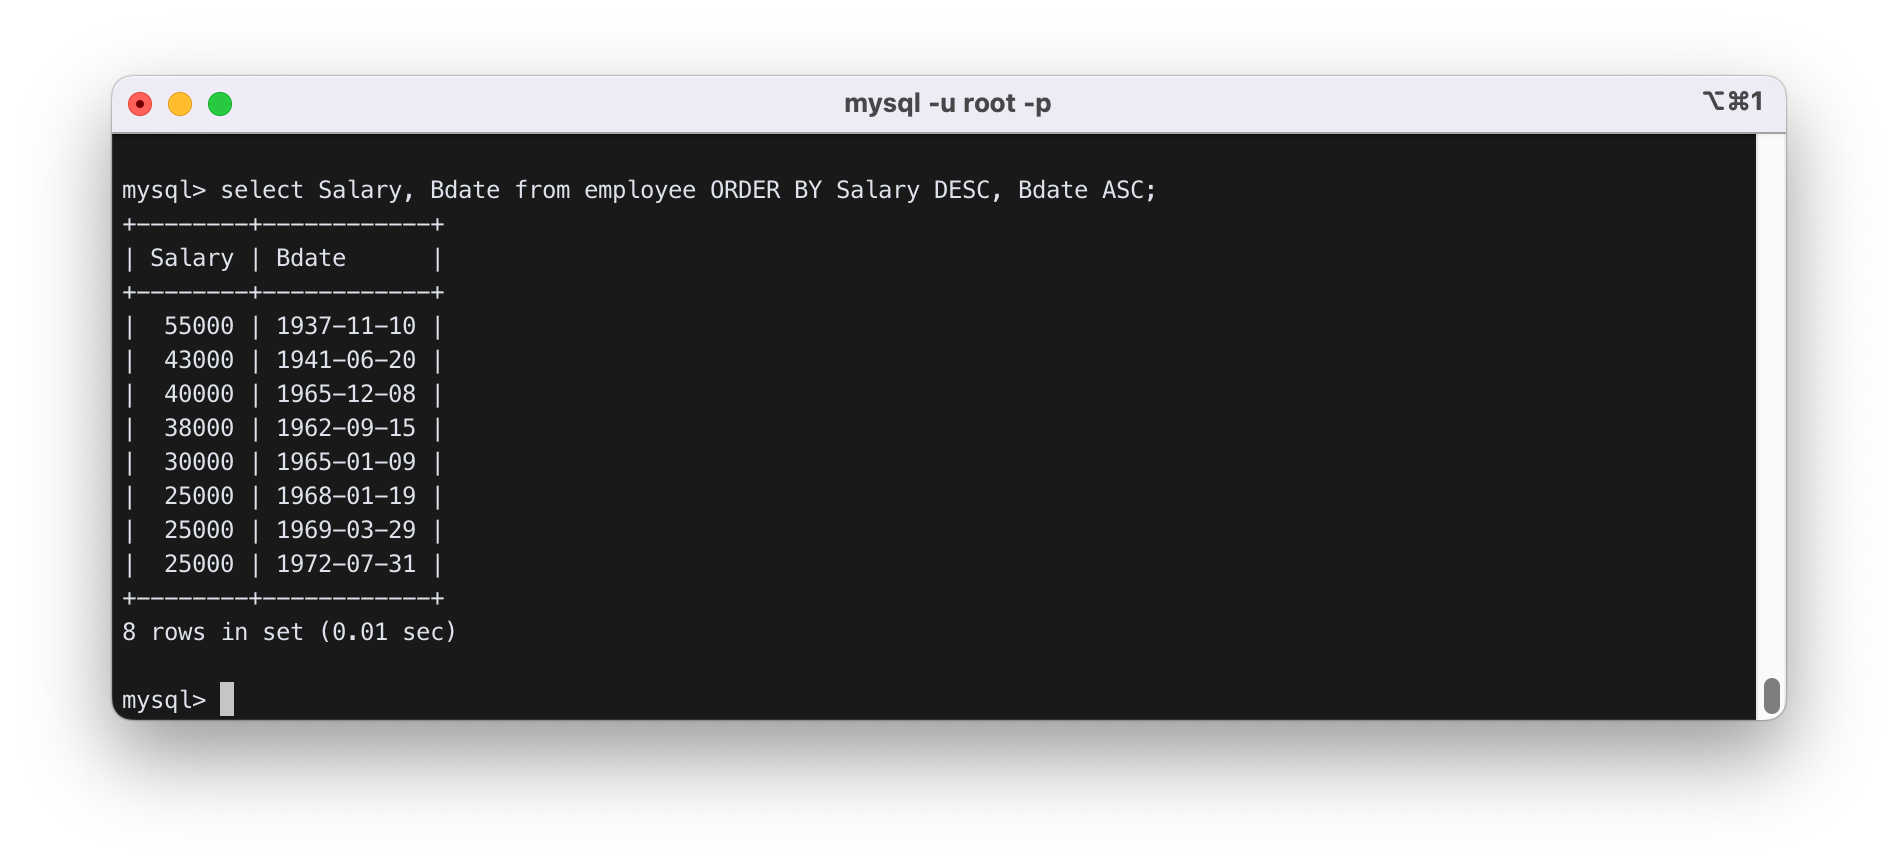 mysql -u root -p
⌥⌘1
mysql> select Salary, Bdate from employee ORDER BY Salary DESC, Bdate ASC;
+--------+------------+
| Salary | Bdate      |
+--------+------------+
|  55000 | 1937-11-10 |
|  43000 | 1941-06-20 |
|  40000 | 1965-12-08 |
|  38000 | 1962-09-15 |
|  30000 | 1965-01-09 |
|  25000 | 1968-01-19 |
|  25000 | 1969-03-29 |
|  25000 | 1972-07-31 |
+--------+------------+
8 rows in set (0.01 sec)
mysql>